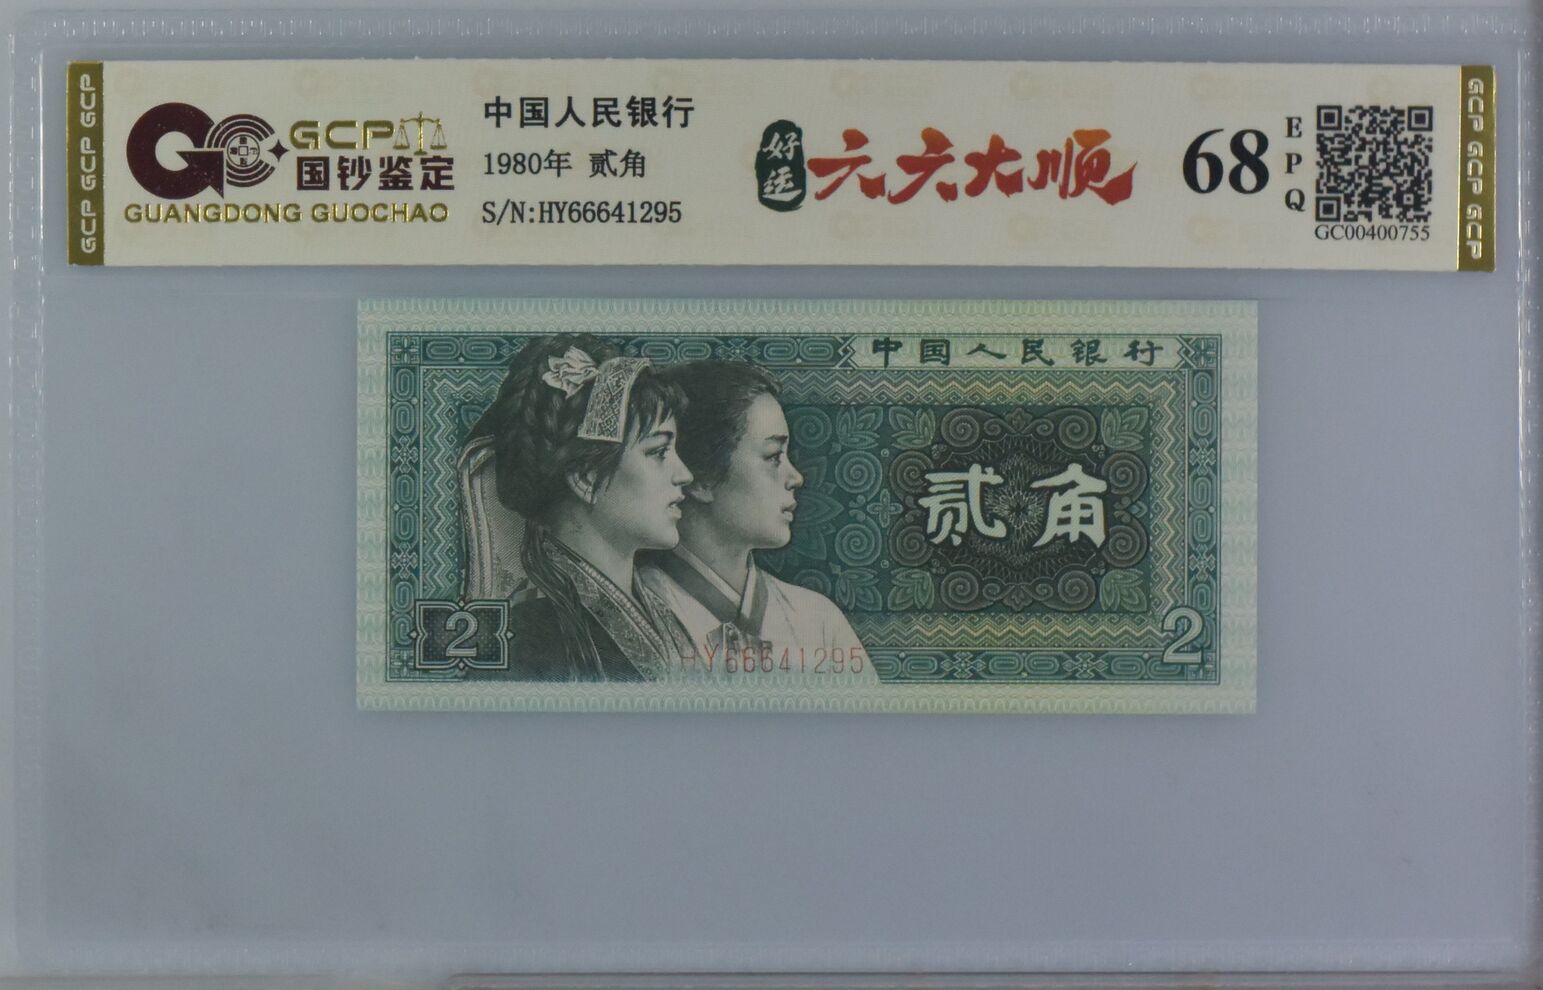 GCP GCP GCP
GCP
国钞鉴定
GUANGDONG GUOCHAO
中国人民银行
1980年 贰角
S/N:HY66641295
好运
六六大顺
68
EPQ
GC00400755
GCP GCP GCP
中国人民银行
贰角
2
2
HY66641295